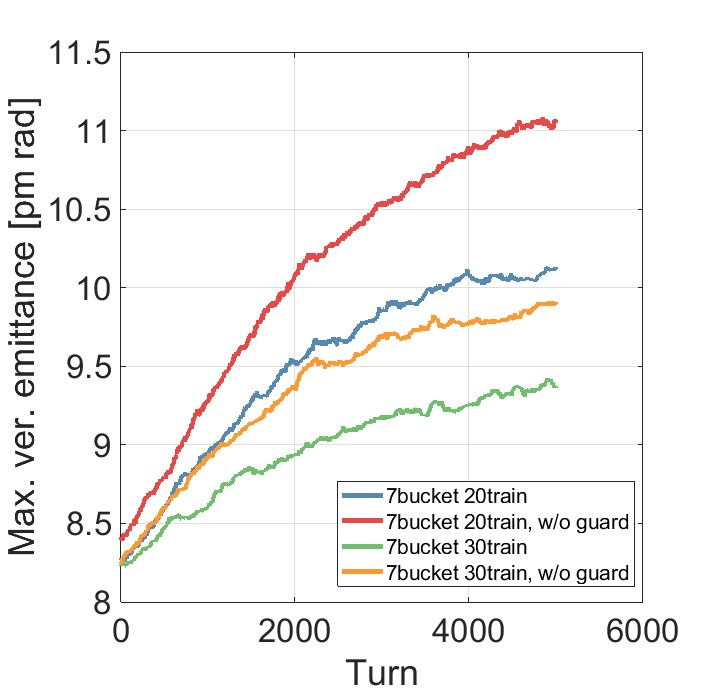 Max. ver. emittance [pm rad]
11.5
11
10.5
10
9.5
9
8.5
8
0 2000 4000 6000
Turn
7bucket 20train
7bucket 20train, w/o guard
7bucket 30train
7bucket 30train, w/o guard